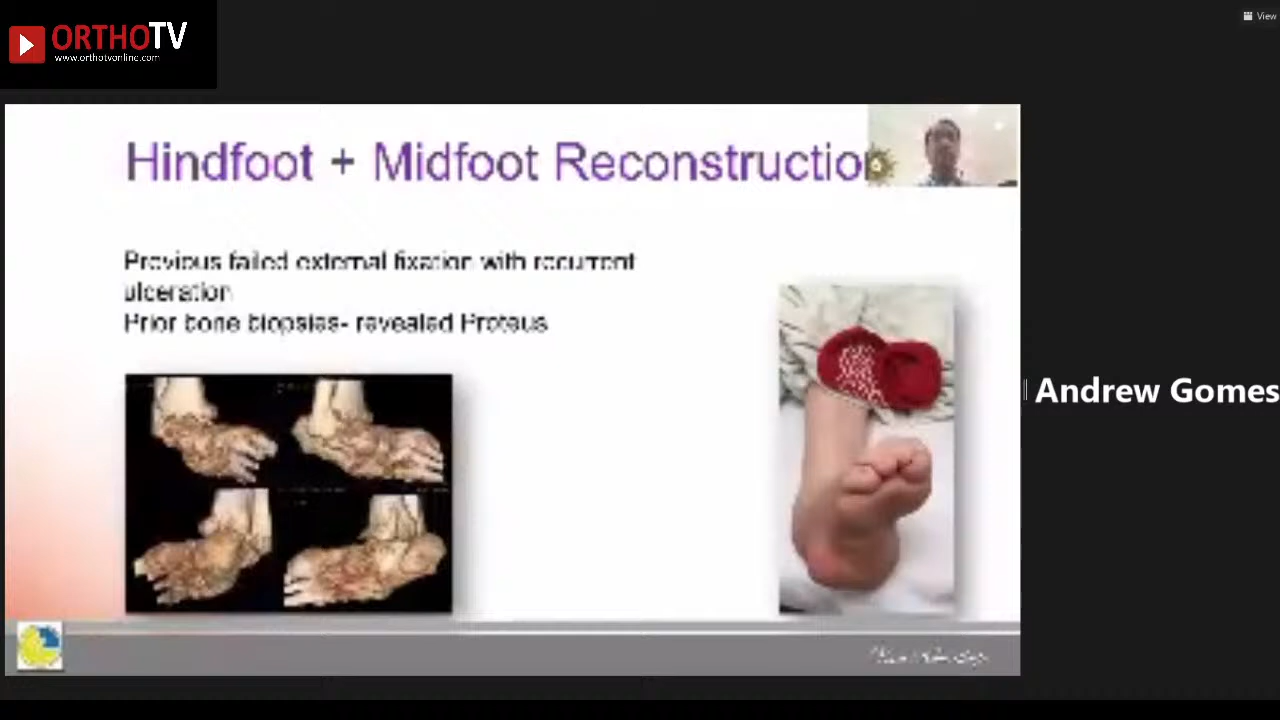 ORTHOTV
www.orthotvonline.com
View
Hindfoot + Midfoot Reconstructio
Previous failed external fixation with recurrent
ulceration
Prior bone biopsies- revealed Proteus
Andrew Gomes